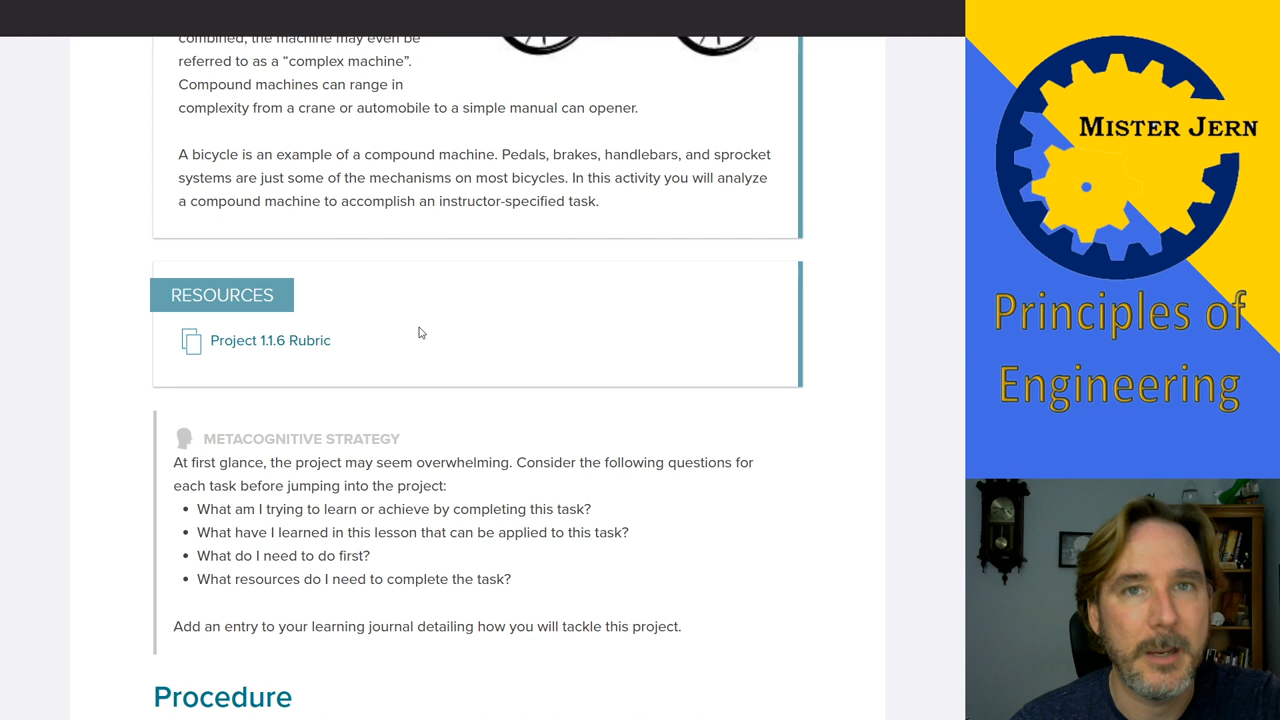 combined, the machine may even be
referred to as a “complex machine”.
Compound machines can range in
complexity from a crane or automobile to a simple manual can opener.
A bicycle is an example of a compound machine. Pedals, brakes, handlebars, and sprocket
systems are just some of the mechanisms on most bicycles. In this activity you will analyze
a compound machine to accomplish an instructor-specified task.
RESOURCES
Project 1.1.6 Rubric
METACOGNITIVE STRATEGY
At first glance, the project may seem overwhelming. Consider the following questions for
each task before jumping into the project:
• What am I trying to learn or achieve by completing this task?
• What have I learned in this lesson that can be applied to this task?
• What do I need to do first?
• What resources do I need to complete the task?
Add an entry to your learning journal detailing how you will tackle this project.
Procedure
MISTER JERN
Principles of
Engineering